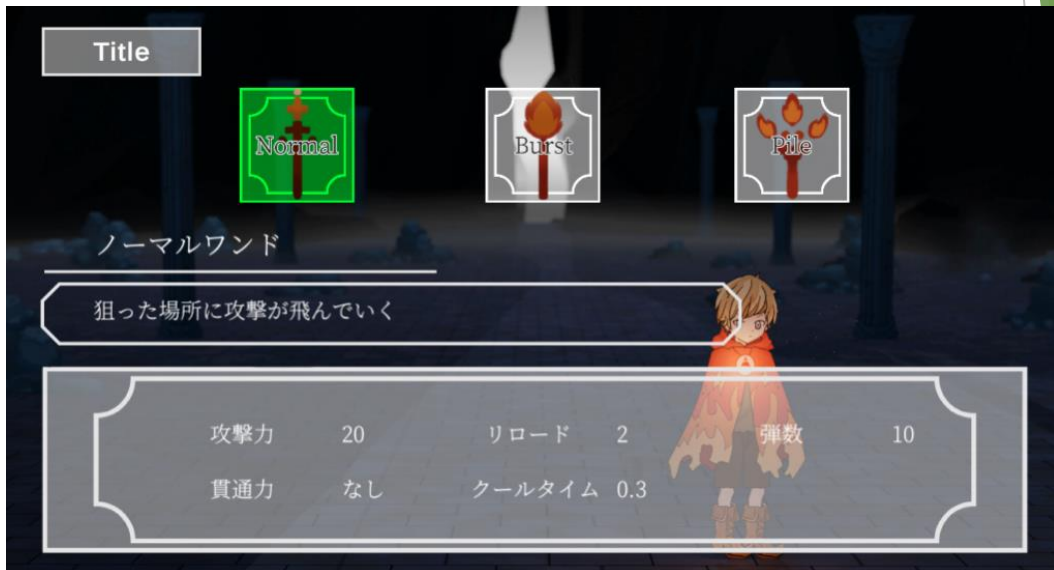 Title
Normal Burst Pile
ノーマルワンド
狙った場所に攻撃が飛んでいく
攻撃力 20 リロード 2 弾数 10
貫通力 なし クールタイム 0.3